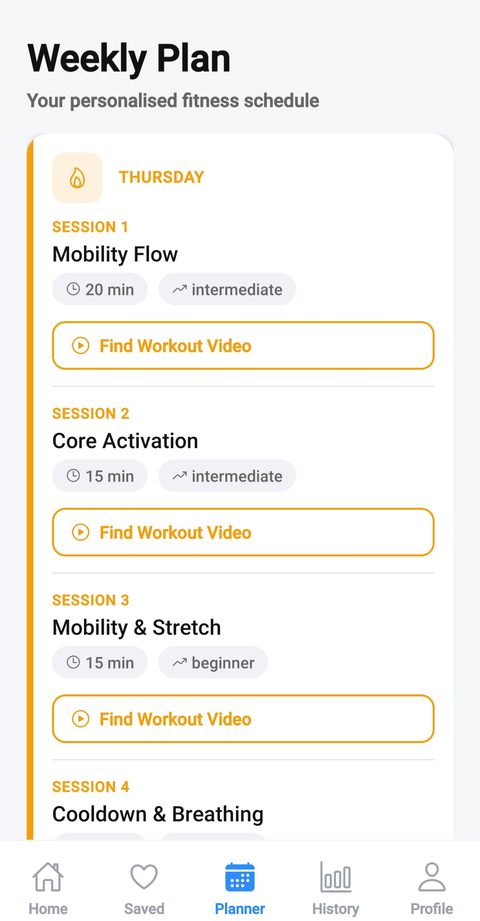 Weekly Plan
Your personalised fitness schedule
THURSDAY
SESSION 1
Mobility Flow
20 min intermediate
Find Workout Video
SESSION 2
Core Activation
15 min intermediate
Find Workout Video
SESSION 3
Mobility & Stretch
15 min beginner
Find Workout Video
SESSION 4
Cooldown & Breathing
Home Saved Planner History Profile